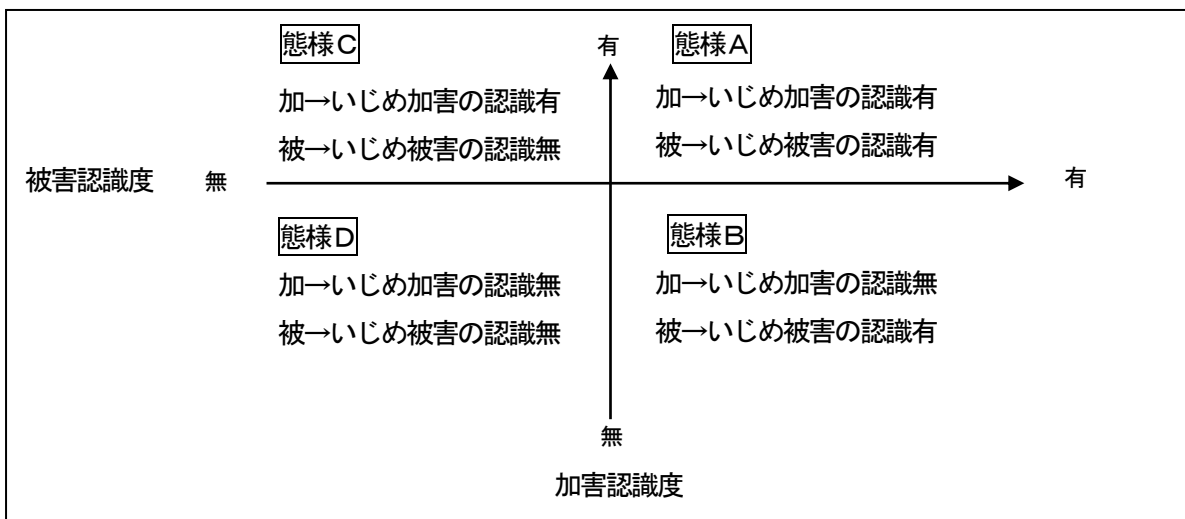 態様C
有
態様A
加→いじめ加害の認識有
被→いじめ被害の認識無
加→いじめ加害の認識有
被→いじめ被害の認識有
被害認識度
無
有
態様D
加→いじめ加害の認識無
被→いじめ被害の認識無
態様B
加→いじめ加害の認識無
被→いじめ被害の認識有
無
加害認識度